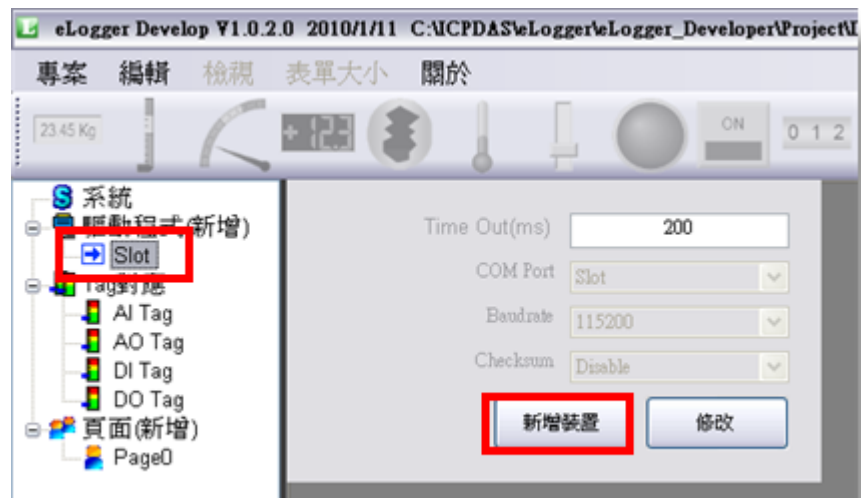 eLogger Develop V1.0.2.0 2010/1/11 C:\ICPDAS\eLogger\eLogger_Developer\Project\
專案 編輯 檢視 表單大小 關於
23.45 Kg
+ 12.3
ON
0 1 2
系統
驅動程式(新增)
Slot
Tag對應
AI Tag
AO Tag
DI Tag
DO Tag
頁面(新增)
Page0
Time Out(ms) 200
COM Port Slot
Baudrate 115200
Checksum Disable
新增裝置 修改